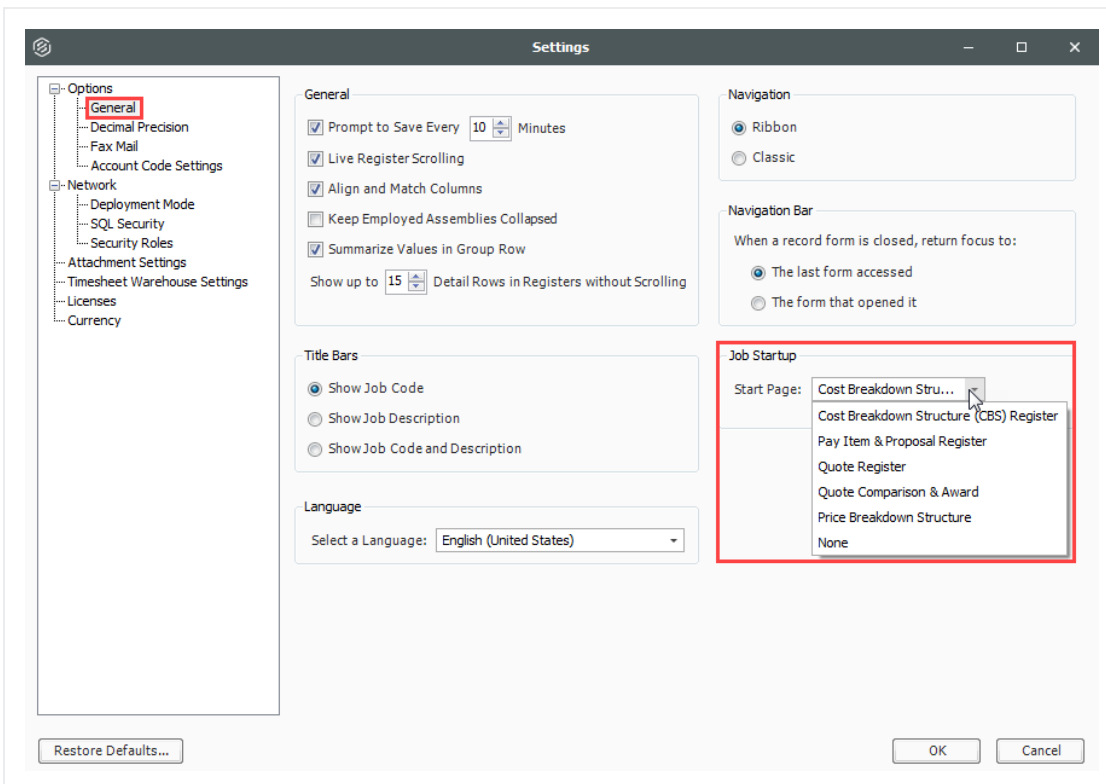 Settings
Options
General
Decimal Precision
Fax Mail
Account Code Settings
Network
Deployment Mode
SQL Security
Security Roles
Attachment Settings
Timesheet Warehouse Settings
Licenses
Currency
General
Prompt to Save Every 10 Minutes
Live Register Scrolling
Align and Match Columns
Keep Employed Assemblies Collapsed
Summarize Values in Group Row
Show up to 15 Detail Rows in Registers without Scrolling
Title Bars
Show Job Code
Show Job Description
Show Job Code and Description
Language
Select a Language: English (United States)
Navigation
Ribbon
Classic
Navigation Bar
When a record form is closed, return focus to:
The last form accessed
The form that opened it
Job Startup
Start Page: Cost Breakdown Stru...
Cost Breakdown Structure (CBS) Register
Pay Item & Proposal Register
Quote Register
Quote Comparison & Award
Price Breakdown Structure
None
Restore Defaults...
OK
Cancel